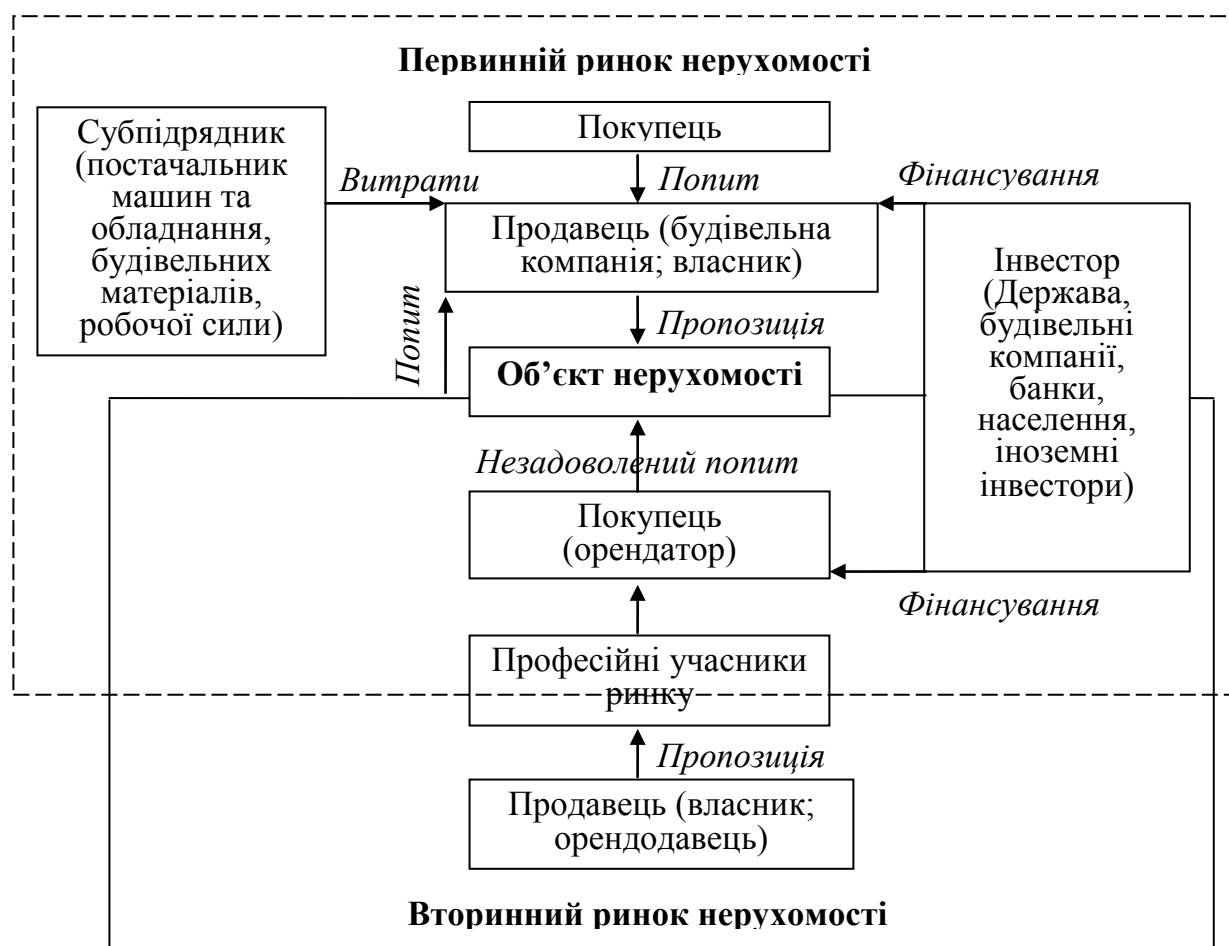 Первинній ринок нерухомості
Покупець
Субпідрядник
(постачальник
машин та
обладнання,
будівельних
матеріалів,
робочої сили)
Витрати
Попит
Фінансування
Продавець (будівельна
компанія; власник)
Інвестор
(Держава,
будівельні
компанії,
банки,
населення,
іноземні
інвестори)
Попит
Пропозиція
Об’єкт нерухомості
Незадоволений попит
Покупець
(орендатор)
Фінансування
Професійні учасники
ринку
Пропозиція
Продавець (власник;
орендодавець)
Вторинний ринок нерухомості